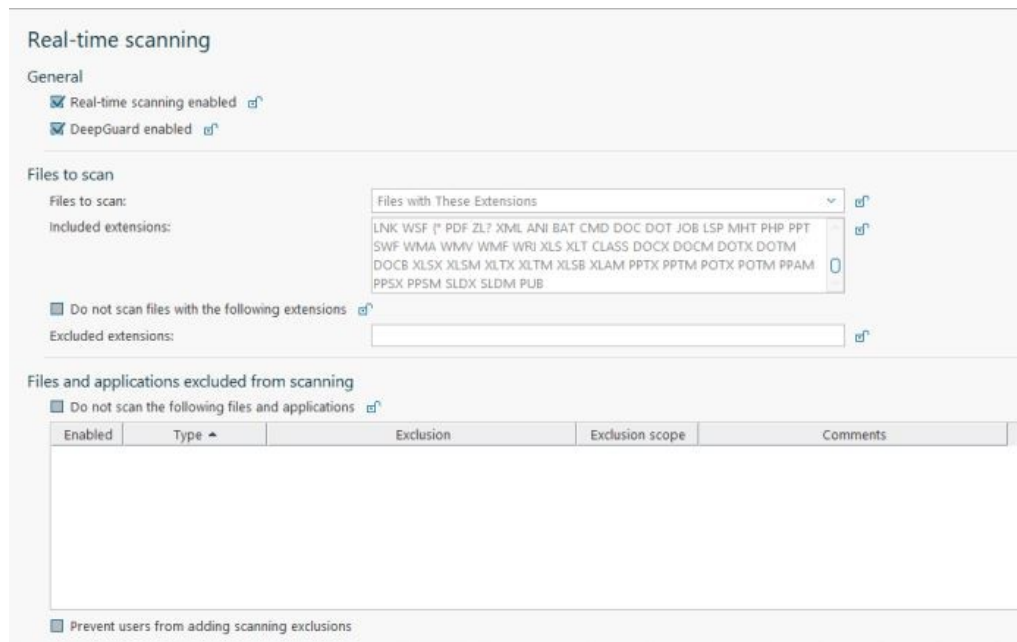 Real-time scanning
General
Real-time scanning enabled
DeepGuard enabled
Files to scan
Files to scan: Files with These Extensions
Included extensions: LNK WSF {* PDF ZL? XML ANI BAT CMD DOC DOT JOB LSP MHT PHP PPT
SWF WMA WMV WMF WRI XLS XLT CLASS DOCX DOCM DOTX DOTM
DOCB XLSX XLSM XLTX XLTM XLSB XLAM PPTX PPTM POTX POTM PPAM
PPSX PPSM SLDX SLDM PUB
Do not scan files with the following extensions
Excluded extensions:
Files and applications excluded from scanning
Do not scan the following files and applications
Enabled Type Exclusion Exclusion scope Comments
Prevent users from adding scanning exclusions